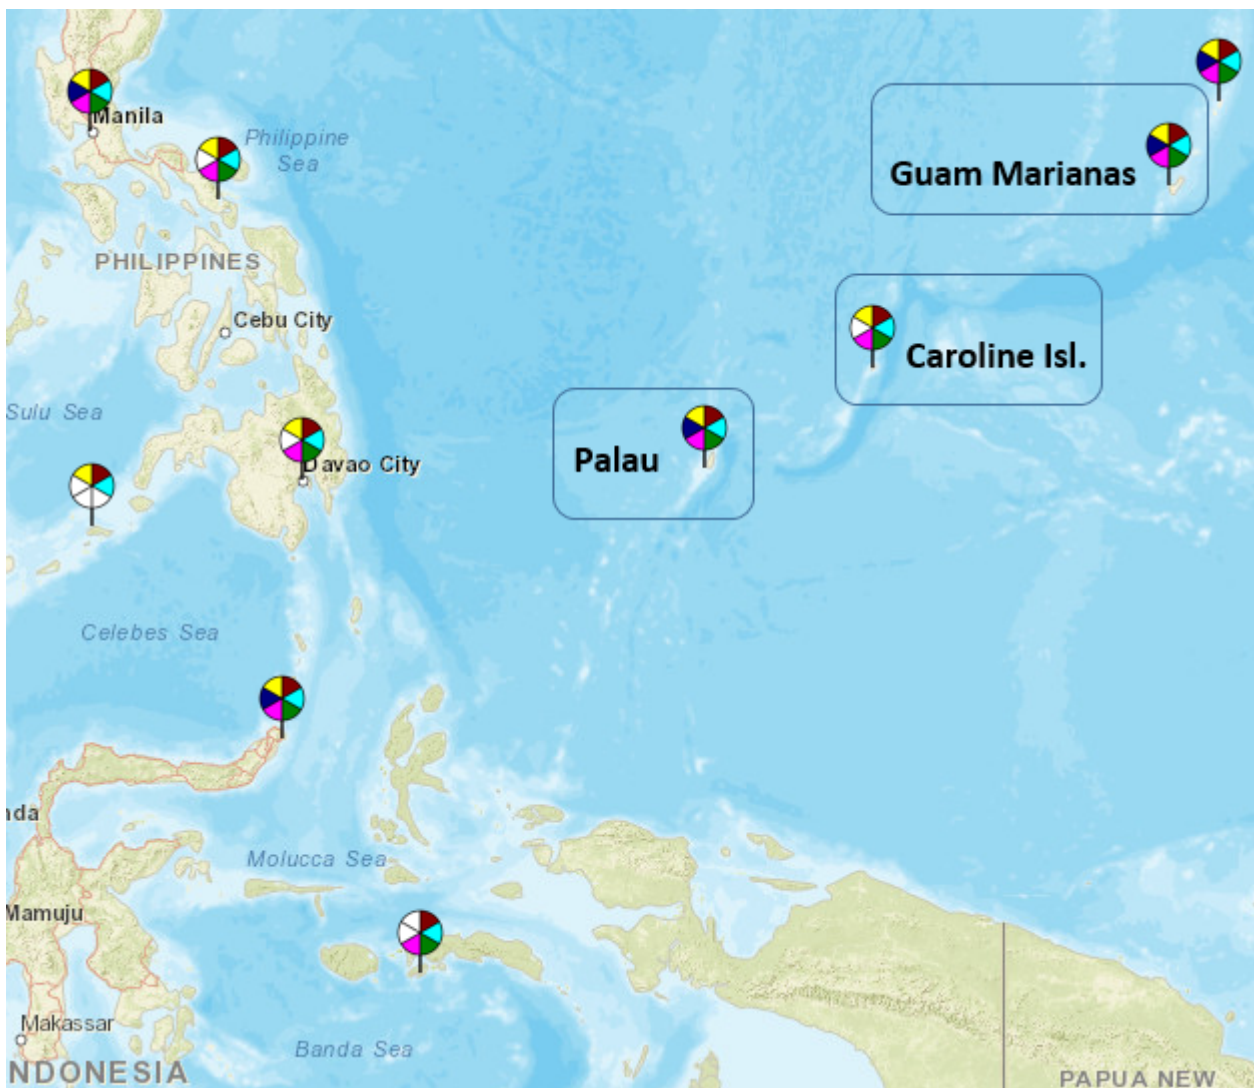 Manila
Philippine
Sea
Guam Marianas
PHILIPPINES
Cebu City
Caroline Isl.
Sulu Sea
Palau
Davao City
Celebes Sea
nda
Molucca Sea
Mamuju
Makassar
Banda Sea
NDONESIA
PAPUA NEW